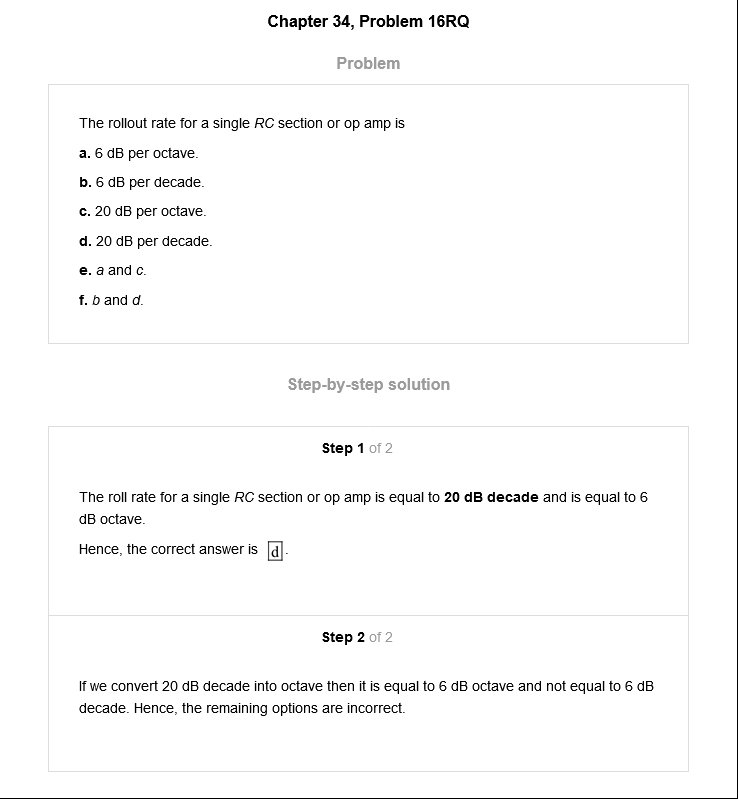 Chapter 34, Problem 16RQ
Problem
The rollout rate for a single RC section or op amp is
a. 6 dB per octave.
b. 6 dB per decade.
c. 20 dB per octave.
d. 20 dB per decade.
e. a and c.
f. b and d.
Step-by-step solution
Step 1 of 2
The roll rate for a single RC section or op amp is equal to 20 dB decade and is equal to 6
dB octave.
Hence, the correct answer is d.
Step 2 of 2
If we convert 20 dB decade into octave then it is equal to 6 dB octave and not equal to 6 dB
decade. Hence, the remaining options are incorrect.